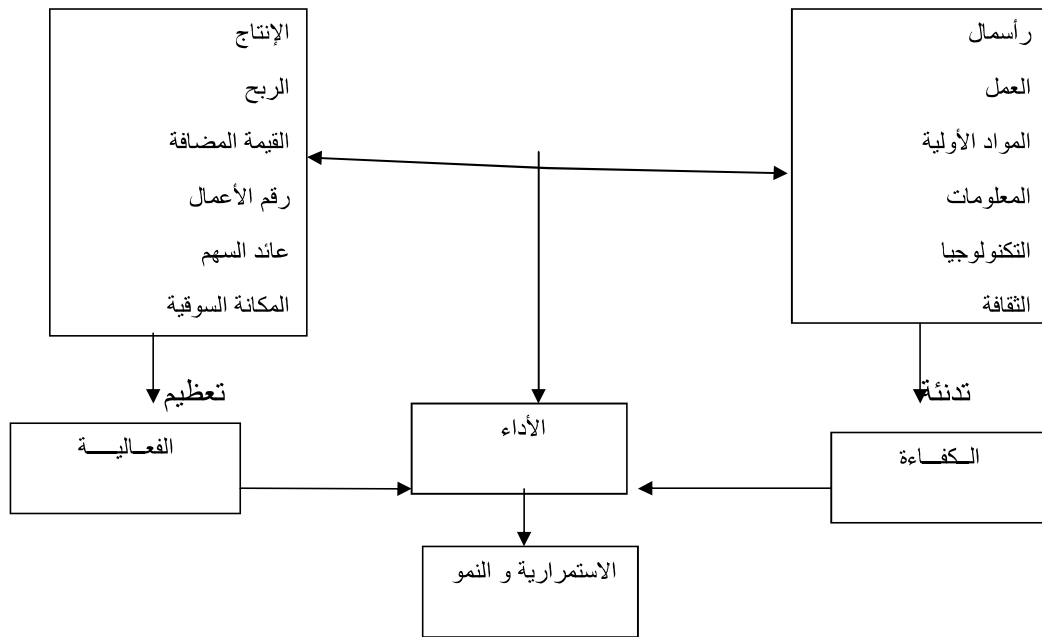 رأسمال
العمل
المواد الأولية
المعلومات
التكنولوجيا
الثقافة
الإنتاج
الربح
القيمة المضافة
رقم الأعمال
عائد السهم
المكانة السوقية
تدنئة
تعظيم
الـكفـــاءة
الأداء
الفعــاليـــــة
الاستمرارية و النمو